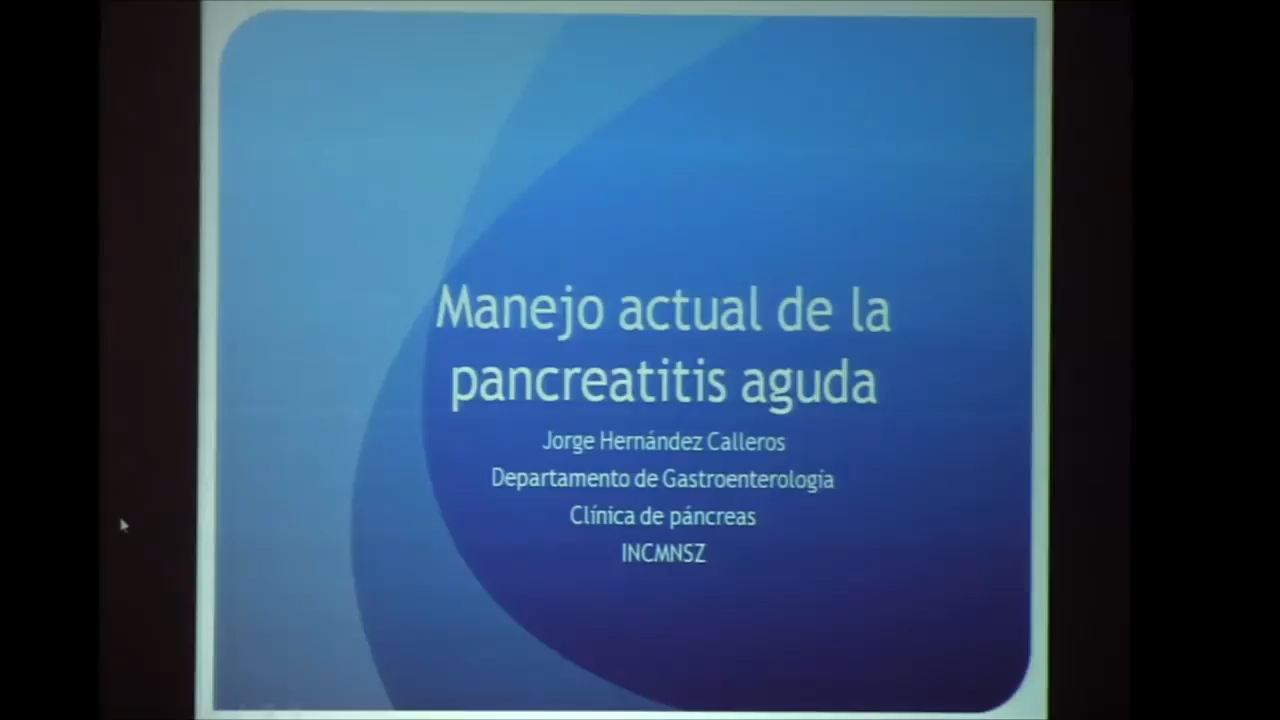 Manejo actual de la
pancreatitis aguda
Jorge Hernández Calleros
Departamento de Gastroenterología
Clínica de páncreas
INCMNSZ